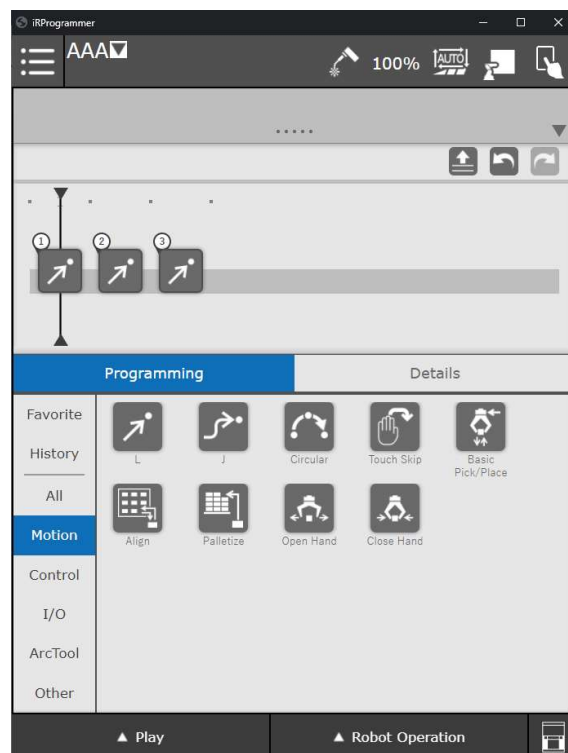 iRProgrammer
AAA
100%
AUTO
1
2
3
Programming
Details
Favorite
History
All
Motion
Control
I/O
ArcTool
Other
L
J
Circular
Touch Skip
Basic
Pick/Place
Align
Palletize
Open Hand
Close Hand
▲ Play
▲ Robot Operation